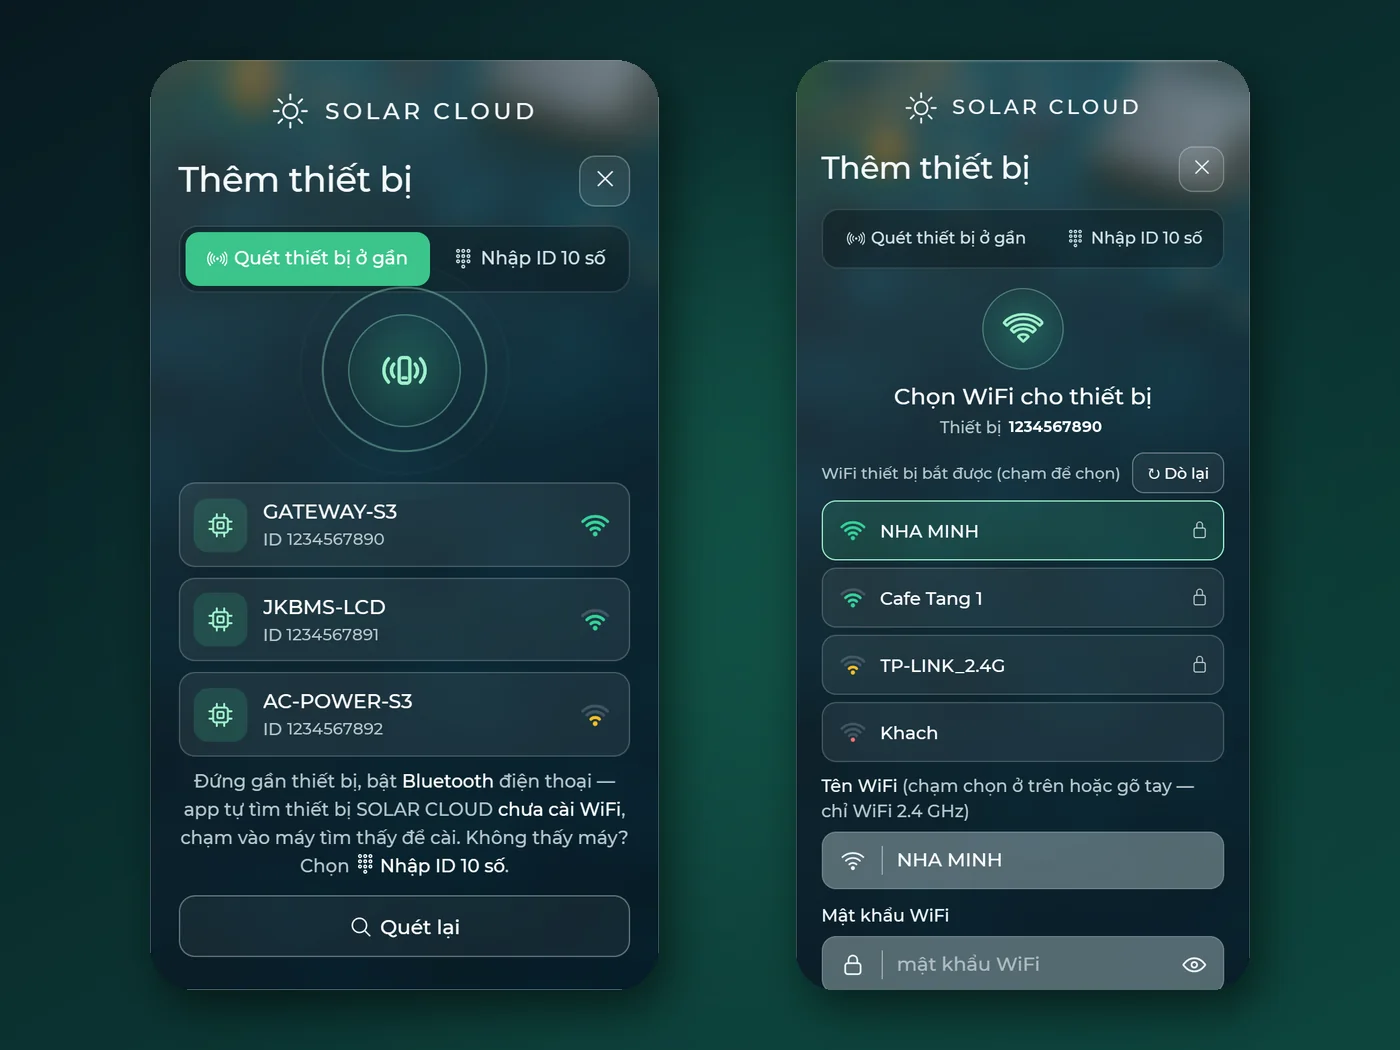 SOLAR CLOUD
Thêm thiết bị
Quét thiết bị ở gần
Nhập ID 10 số
GATEWAY-S3
ID 1234567890
JKBMS-LCD
ID 1234567891
AC-POWER-S3
ID 1234567892
Đứng gần thiết bị, bật Bluetooth điện thoại —
app tự tìm thiết bị SOLAR CLOUD chưa cài WiFi,
chạm vào máy tìm thấy để cài. Không thấy máy?
Chọn Nhập ID 10 số.
Quét lại
SOLAR CLOUD
Thêm thiết bị
Quét thiết bị ở gần
Nhập ID 10 số
Chọn WiFi cho thiết bị
Thiết bị 1234567890
WiFi thiết bị bắt được (chạm để chọn)
↻ Dò lại
NHA MINH
Cafe Tang 1
TP-LINK_2.4G
Khach
Tên WiFi (chạm chọn ở trên hoặc gõ tay —
chỉ WiFi 2.4 GHz)
NHA MINH
Mật khẩu WiFi
mật khẩu WiFi